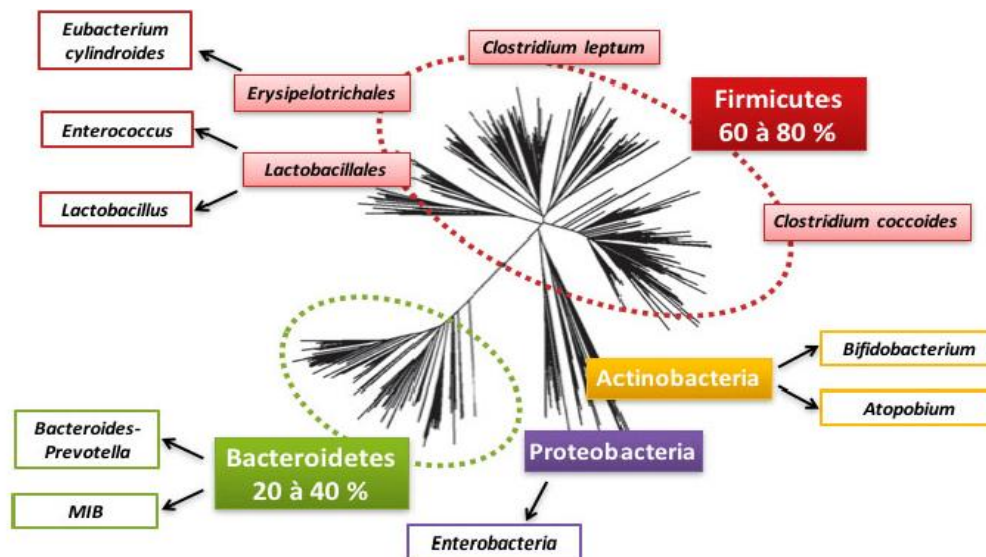 Eubacterium
cylindroides
Clostridium leptum
Erysipelotrichales
Firmicutes
60 à 80 %
Enterococcus
Lactobacillales
Lactobacillus
Clostridium coccoides
Bifidobacterium
Actinobacteria
Atopobium
Bacteroides-
Prevotella
Proteobacteria
Bacteroidetes
20 à 40 %
MIB
Enterobacteria